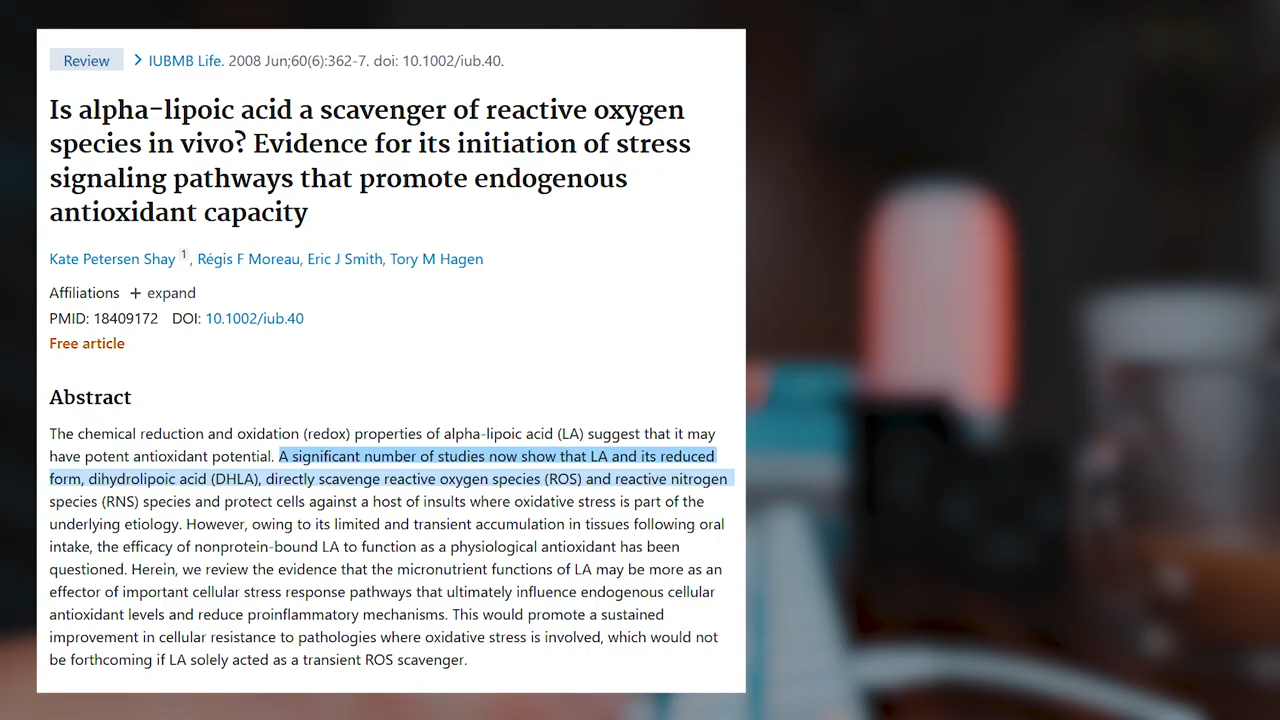 Review > IUBMB Life. 2008 Jun;60(6):362-7. doi: 10.1002/iub.40.
Is alpha-lipoic acid a scavenger of reactive oxygen
species in vivo? Evidence for its initiation of stress
signaling pathways that promote endogenous
antioxidant capacity
Kate Petersen Shay 1, Régis F Moreau, Eric J Smith, Tory M Hagen
Affiliations + expand
PMID: 18409172 DOI: 10.1002/iub.40
Free article
Abstract
The chemical reduction and oxidation (redox) properties of alpha-lipoic acid (LA) suggest that it may
have potent antioxidant potential. A significant number of studies now show that LA and its reduced
form, dihydrolipoic acid (DHLA), directly scavenge reactive oxygen species (ROS) and reactive nitrogen
species (RNS) species and protect cells against a host of insults where oxidative stress is part of the
underlying etiology. However, owing to its limited and transient accumulation in tissues following oral
intake, the efficacy of nonprotein-bound LA to function as a physiological antioxidant has been
questioned. Herein, we review the evidence that the micronutrient functions of LA may be more as an
effector of important cellular stress response pathways that ultimately influence endogenous cellular
antioxidant levels and reduce proinflammatory mechanisms. This would promote a sustained
improvement in cellular resistance to pathologies where oxidative stress is involved, which would not
be forthcoming if LA solely acted as a transient ROS scavenger.